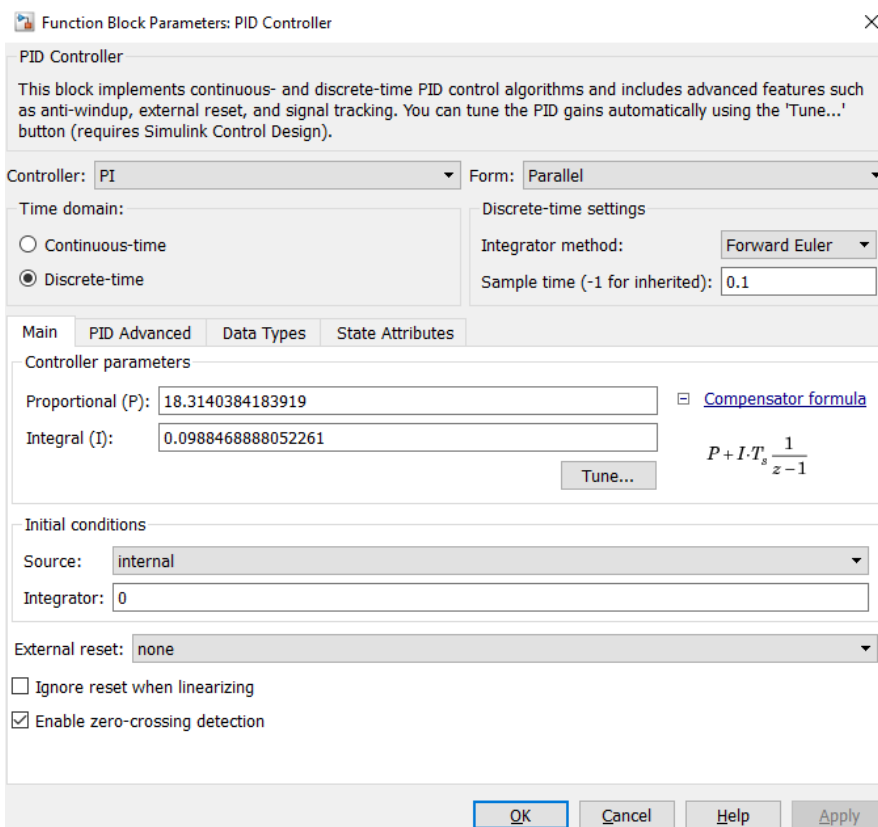 Function Block Parameters: PID Controller
PID Controller
This block implements continuous- and discrete-time PID control algorithms and includes advanced features such
as anti-windup, external reset, and signal tracking. You can tune the PID gains automatically using the 'Tune...'
button (requires Simulink Control Design).
Controller: PI Form: Parallel
Time domain:
Continuous-time
Discrete-time
Discrete-time settings
Integrator method: Forward Euler
Sample time (-1 for inherited): 0.1
Main PID Advanced Data Types State Attributes
Controller parameters
Proportional (P): 18.3140384183919
Integral (I): 0.0988468888052261
Tune...
Compensator formula
P + I·Ts 1/(z − 1)
Initial conditions
Source: internal
Integrator: 0
External reset: none
Ignore reset when linearizing
Enable zero-crossing detection
OK Cancel Help Apply